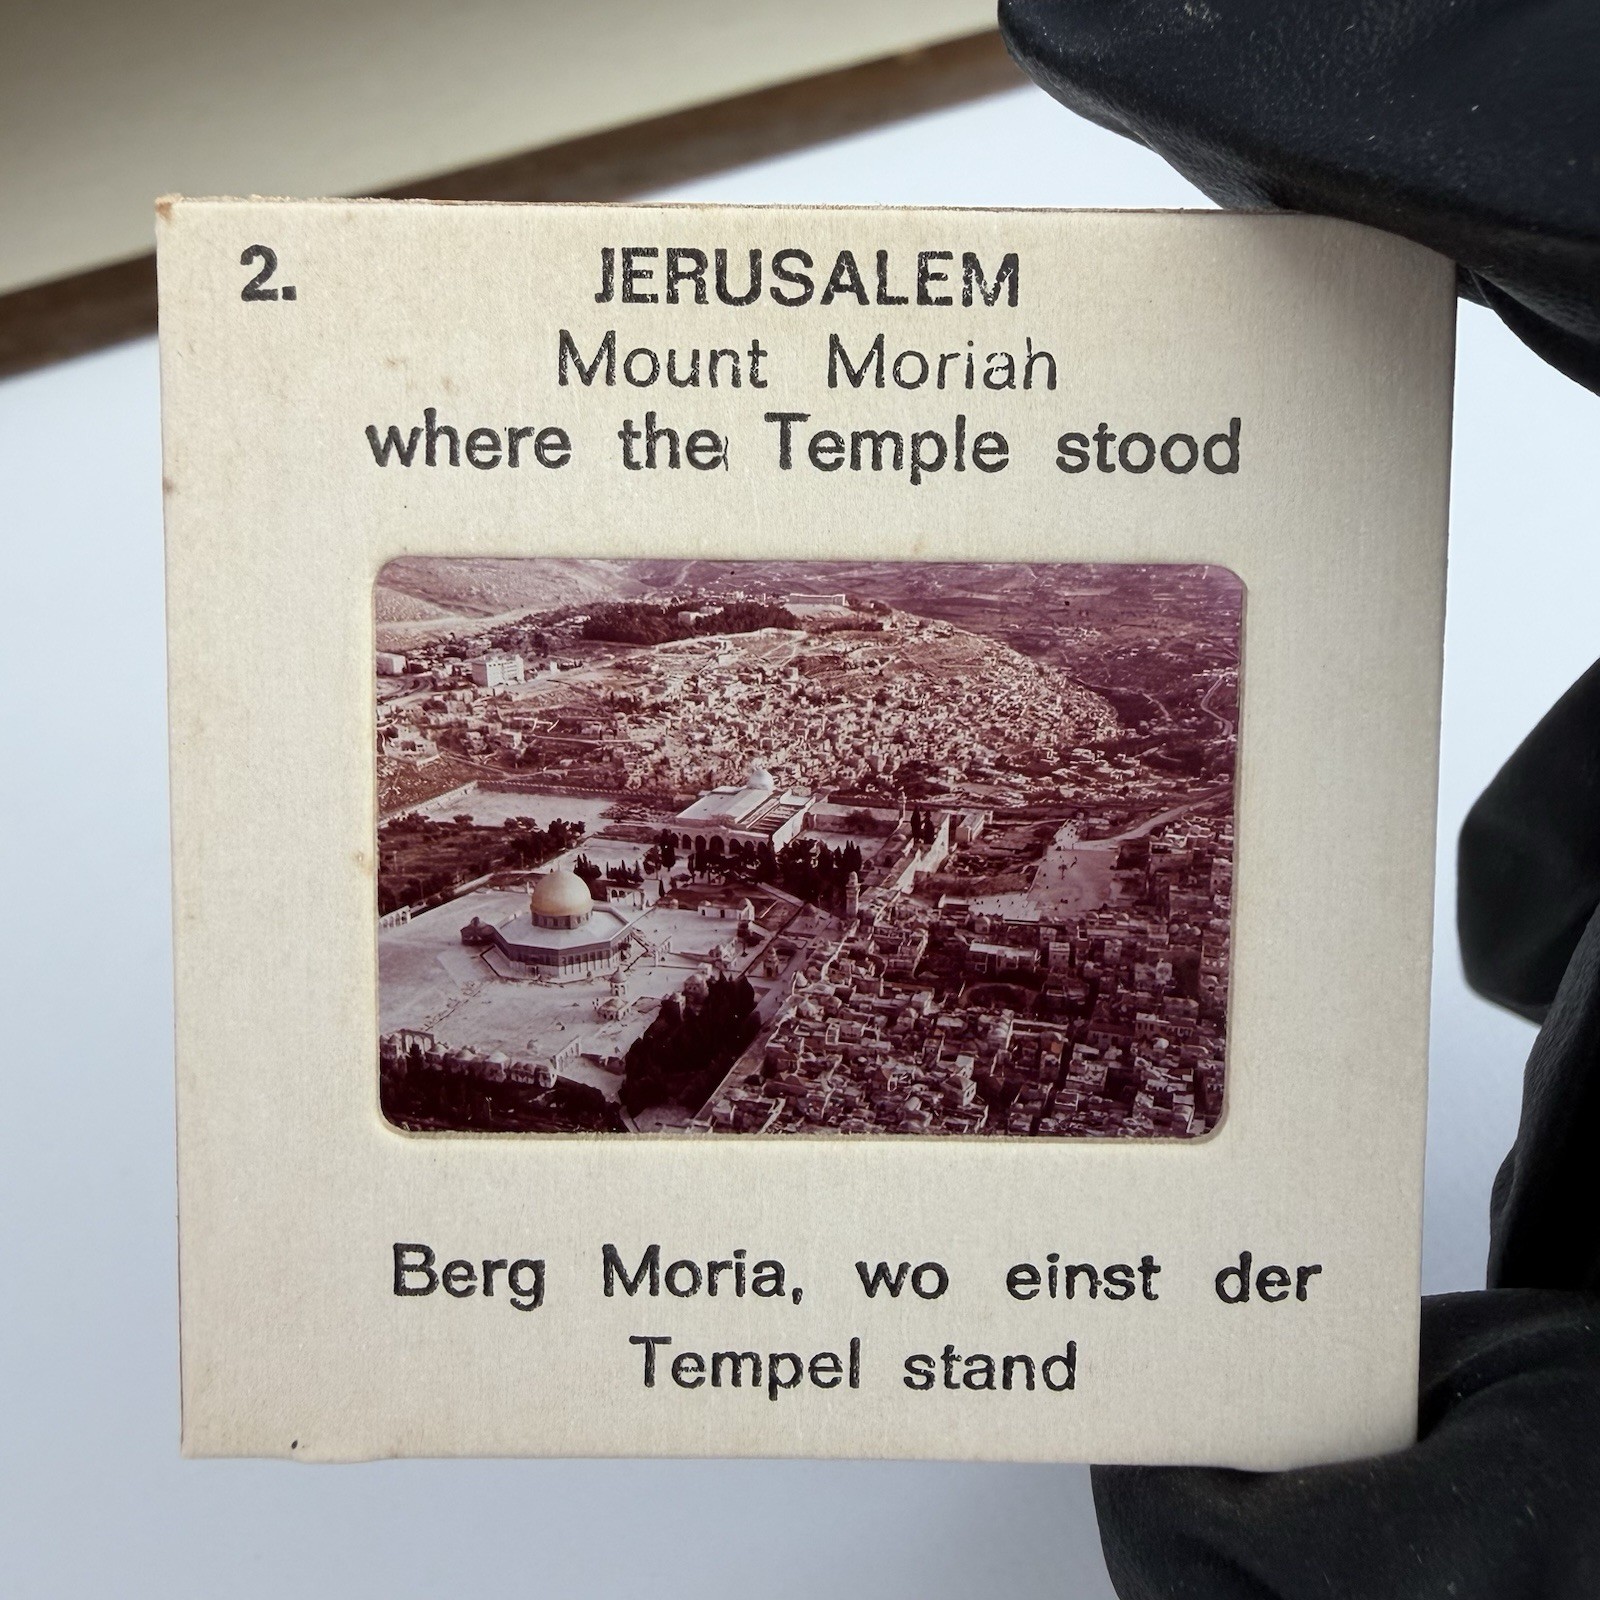 2.
JERUSALEM
Mount Moriah
where the Temple stood
Berg Moria, wo einst der
Tempel stand